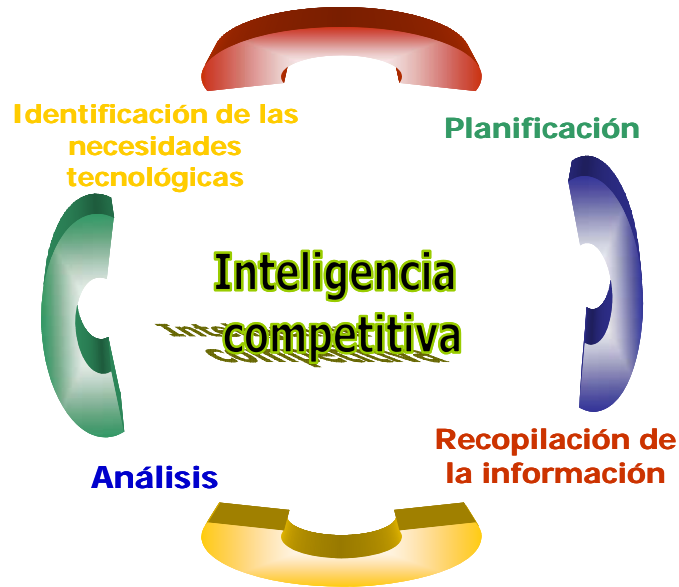 Identificación de las
necesidades
tecnológicas
Planificación
Inteligencia
competitiva
Recopilación de
la información
Análisis